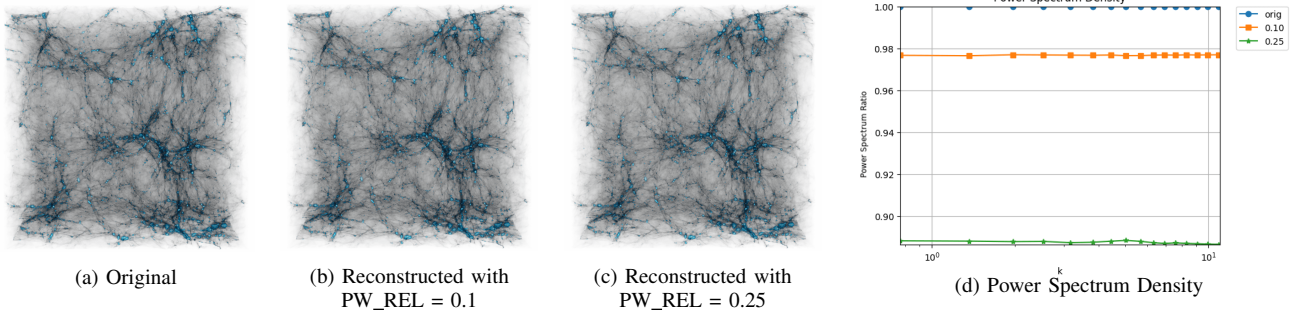 Power Spectrum Density
1.00
0.98
0.96
0.94
0.92
0.90
Power Spectrum Ratio
10⁰
10¹
k
orig
0.10
0.25
(a) Original
(b) Reconstructed with
PW_REL = 0.1
(c) Reconstructed with
PW_REL = 0.25
(d) Power Spectrum Density